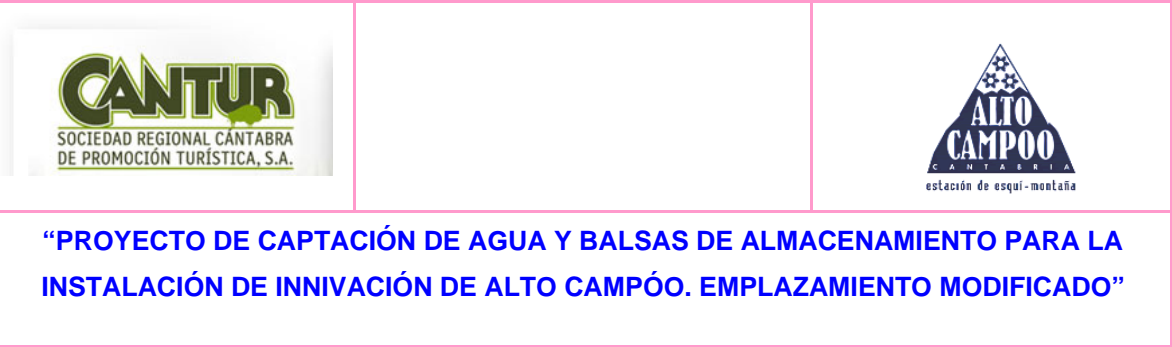 CANTUR
SOCIEDAD REGIONAL CÁNTABRA
DE PROMOCIÓN TURÍSTICA, S.A.
ALTO
CAMPOO
CANTABRIA
estación de esquí-montaña
“PROYECTO DE CAPTACIÓN DE AGUA Y BALSAS DE ALMACENAMIENTO PARA LA
INSTALACIÓN DE INNIVACIÓN DE ALTO CAMPÓO. EMPLAZAMIENTO MODIFICADO”